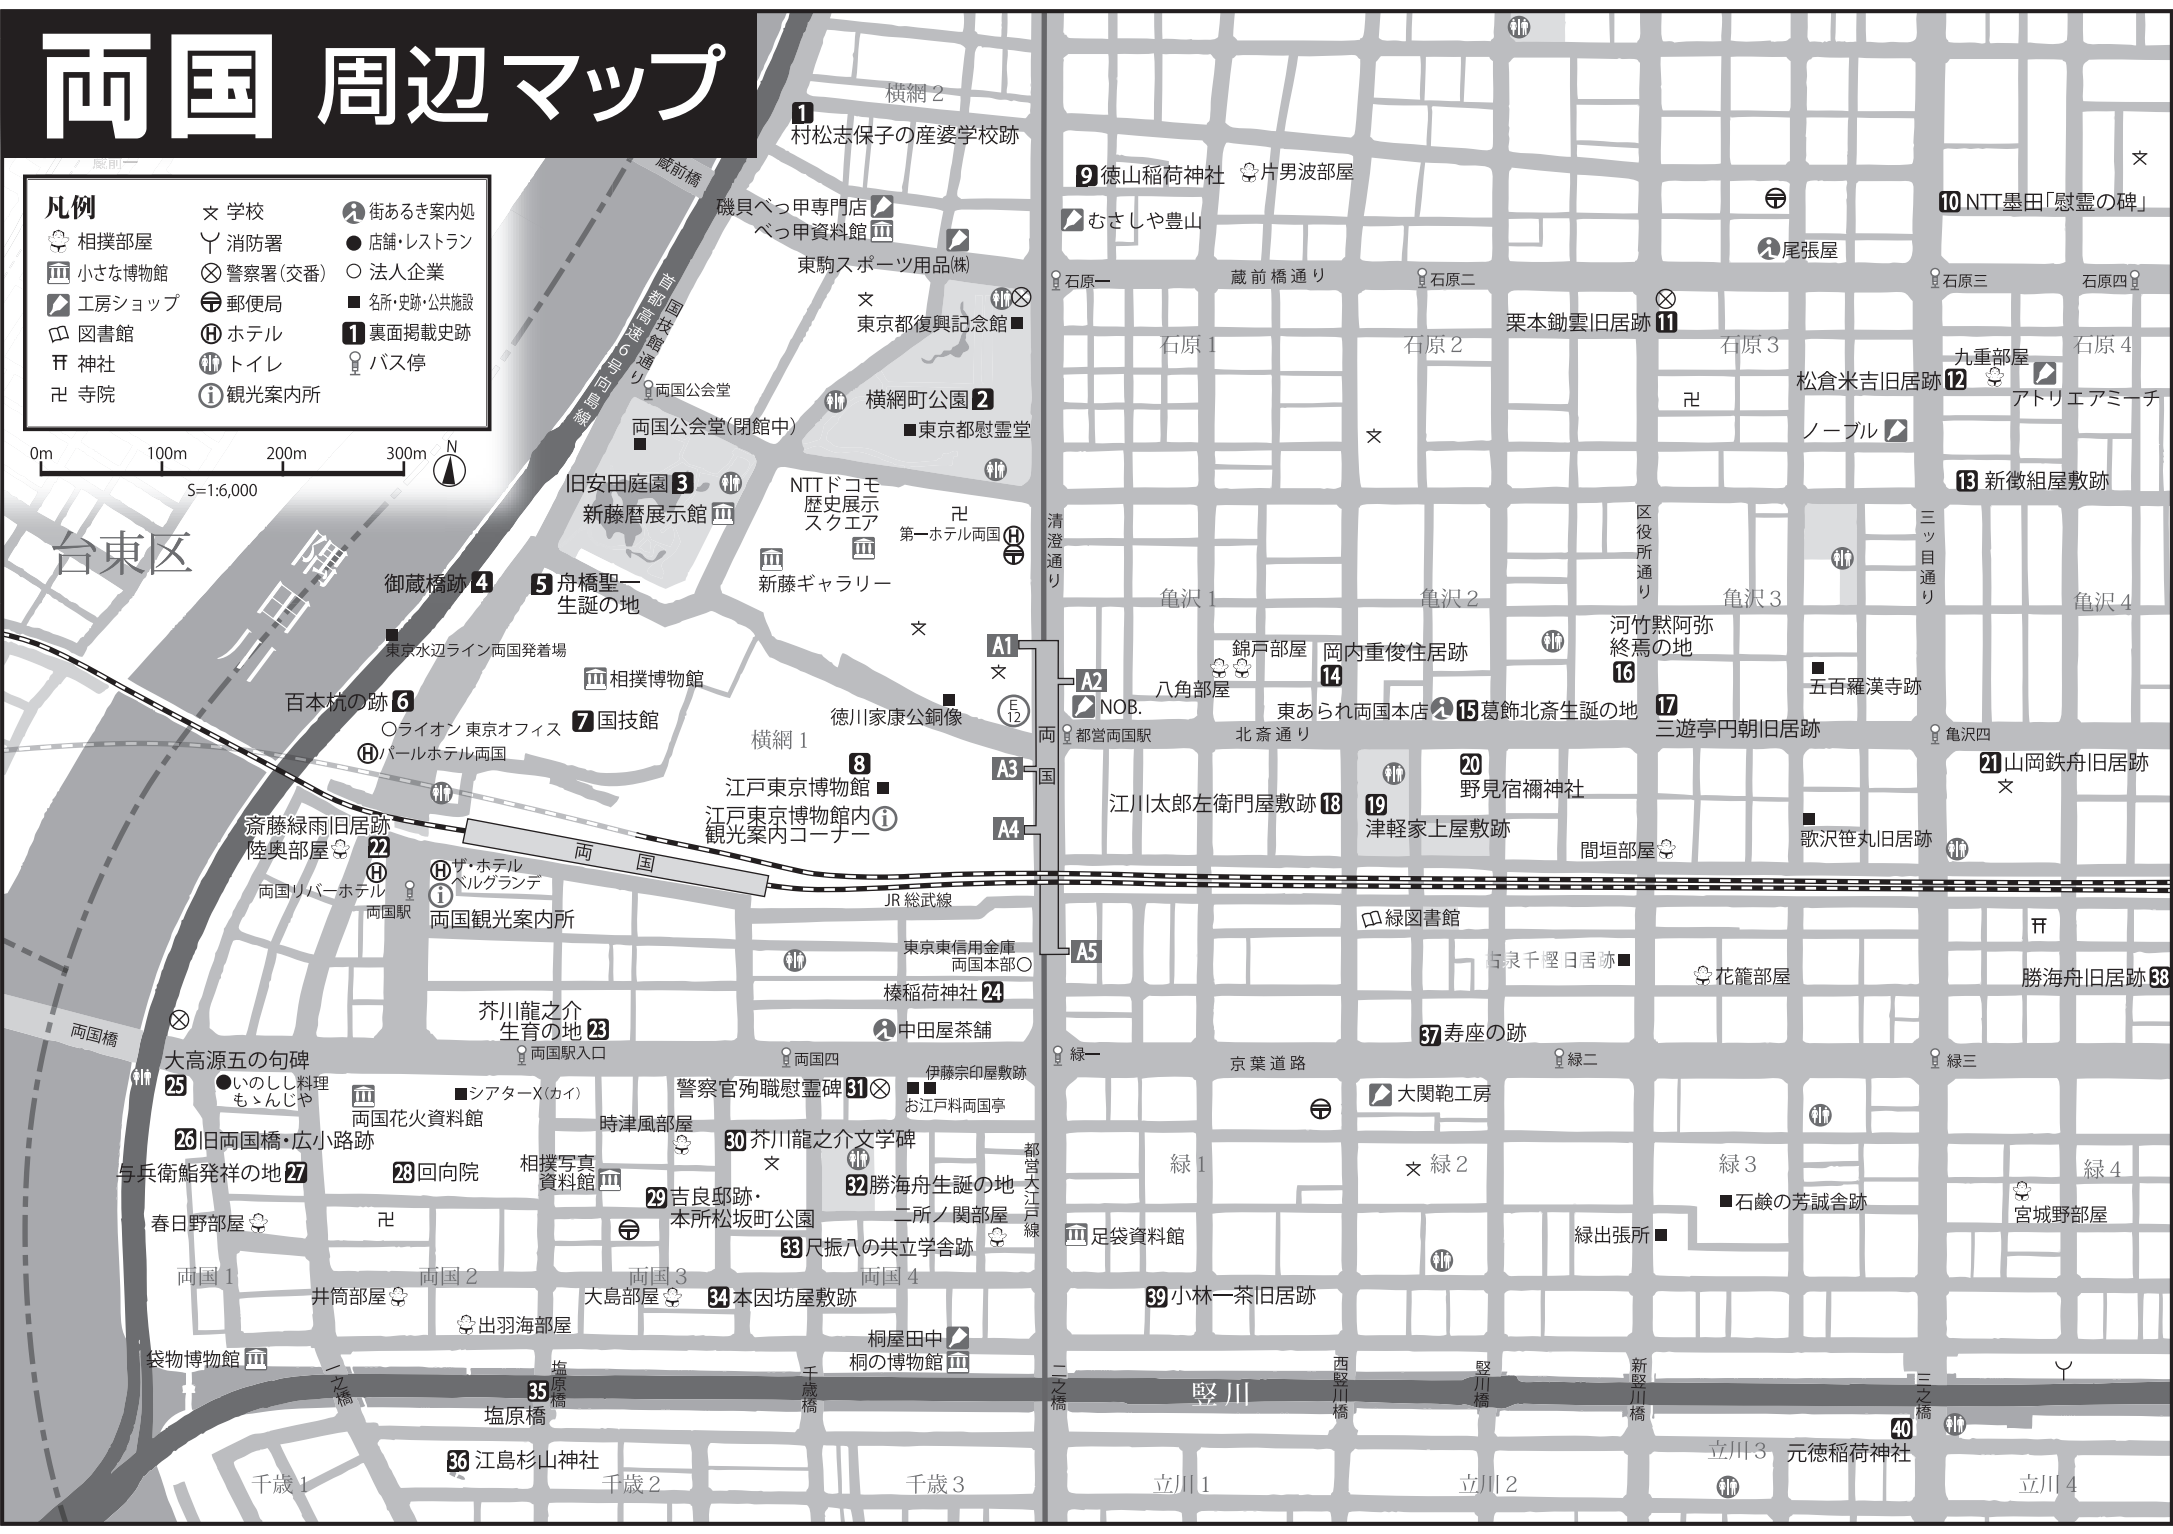 両国 周辺マップ
凡例
相撲部屋
小さな博物館
工房ショップ
図書館
神社
寺院
学校
消防署
警察署(交番)
郵便局
ホテル
トイレ
観光案内所
街あるき案内処
店舗・レストラン
法人企業
名所・史跡・公共施設
1 裏面掲載史跡
バス停
0m 100m 200m 300m
S=1:6,000
N
台東区
隅田川
蔵前橋
首都高速6号向島線
国技館通り
横網2
1
村松志保子の産婆学校跡
9 徳山稲荷神社
片男波部屋
磯貝べっ甲専門店
べっ甲資料館
むさしや豊山
10 NTT墨田「慰霊の碑」
尾張屋
東駒スポーツ用品㈱
石原一
蔵前橋通り
石原二
石原三
石原四
東京都復興記念館
栗本鋤雲旧居跡 11
石原1
石原2
石原3
石原4
九重部屋
松倉米吉旧居跡 12
アトリエアミーチ
両国公会堂
横網町公園 2
両国公会堂(閉館中)
東京都慰霊堂
ノーブル
旧安田庭園 3
新藤暦展示館
NTTドコモ
歴史展示
スクエア
13 新徴組屋敷跡
第一ホテル両国
清澄通り
区役所通り
三ッ目通り
新藤ギャラリー
御蔵橋跡 4
5 舟橋聖一
生誕の地
亀沢1
亀沢2
亀沢3
亀沢4
東京水辺ライン両国発着場
A1
錦戸部屋
岡内重俊住居跡
14
河竹黙阿弥
終焉の地
16
相撲博物館
A2
八角部屋
五百羅漢寺跡
百本杭の跡 6
E
12
NOB.
東あられ両国本店
15 葛飾北斎生誕の地
17
三遊亭円朝旧居跡
7 国技館
徳川家康公銅像
ライオン 東京オフィス
パールホテル両国
横網1
両国
都営両国駅
北斎通り
亀沢四
8
江戸東京博物館
A3
20
野見宿禰神社
21 山岡鉄舟旧居跡
江戸東京博物館内
観光案内コーナー
A4
江川太郎左衛門屋敷跡 18
19
津軽家上屋敷跡
間垣部屋
歌沢笹丸旧居跡
斎藤緑雨旧居跡
22
陸奥部屋
両国
ザ・ホテル
ベルグランデ
両国リバーホテル
両国駅
両国観光案内所
JR総武線
緑図書館
東京東信用金庫
両国本部
A5
花籠部屋
勝海舟旧居跡 38
榛稲荷神社 24
芥川龍之介
生育の地 23
中田屋茶舗
37 寿座の跡
両国橋
大高源五の句碑
25
両国駅入口
両国四
緑一
京葉道路
緑二
緑三
いのしし料理
もゝんじや
シアターX(カイ)
両国花火資料館
警察官殉職慰霊碑 31
伊藤宗印屋敷跡
お江戸料両国亭
大関鞄工房
26 旧両国橋・広小路跡
時津風部屋
30 芥川龍之介文学碑
都営大江戸線
与兵衛鮨発祥の地 27
28 回向院
相撲写真
資料館
緑1
緑2
緑3
緑4
29 吉良邸跡・
本所松坂町公園
32 勝海舟生誕の地
二所ノ関部屋
石鹸の芳誠舎跡
宮城野部屋
春日野部屋
33 尺振八の共立学舎跡
足袋資料館
緑出張所
両国1
両国2
両国3
両国4
井筒部屋
大島部屋
34 本因坊屋敷跡
39 小林一茶旧居跡
出羽海部屋
桐屋田中
桐の博物館
袋物博物館
一之橋
35
塩原橋
塩原橋
千歳橋
二之橋
竪川
西竪川橋
竪川橋
新竪川橋
三之橋
36 江島杉山神社
40
元徳稲荷神社
千歳1
千歳2
千歳3
立川1
立川2
立川3
立川4